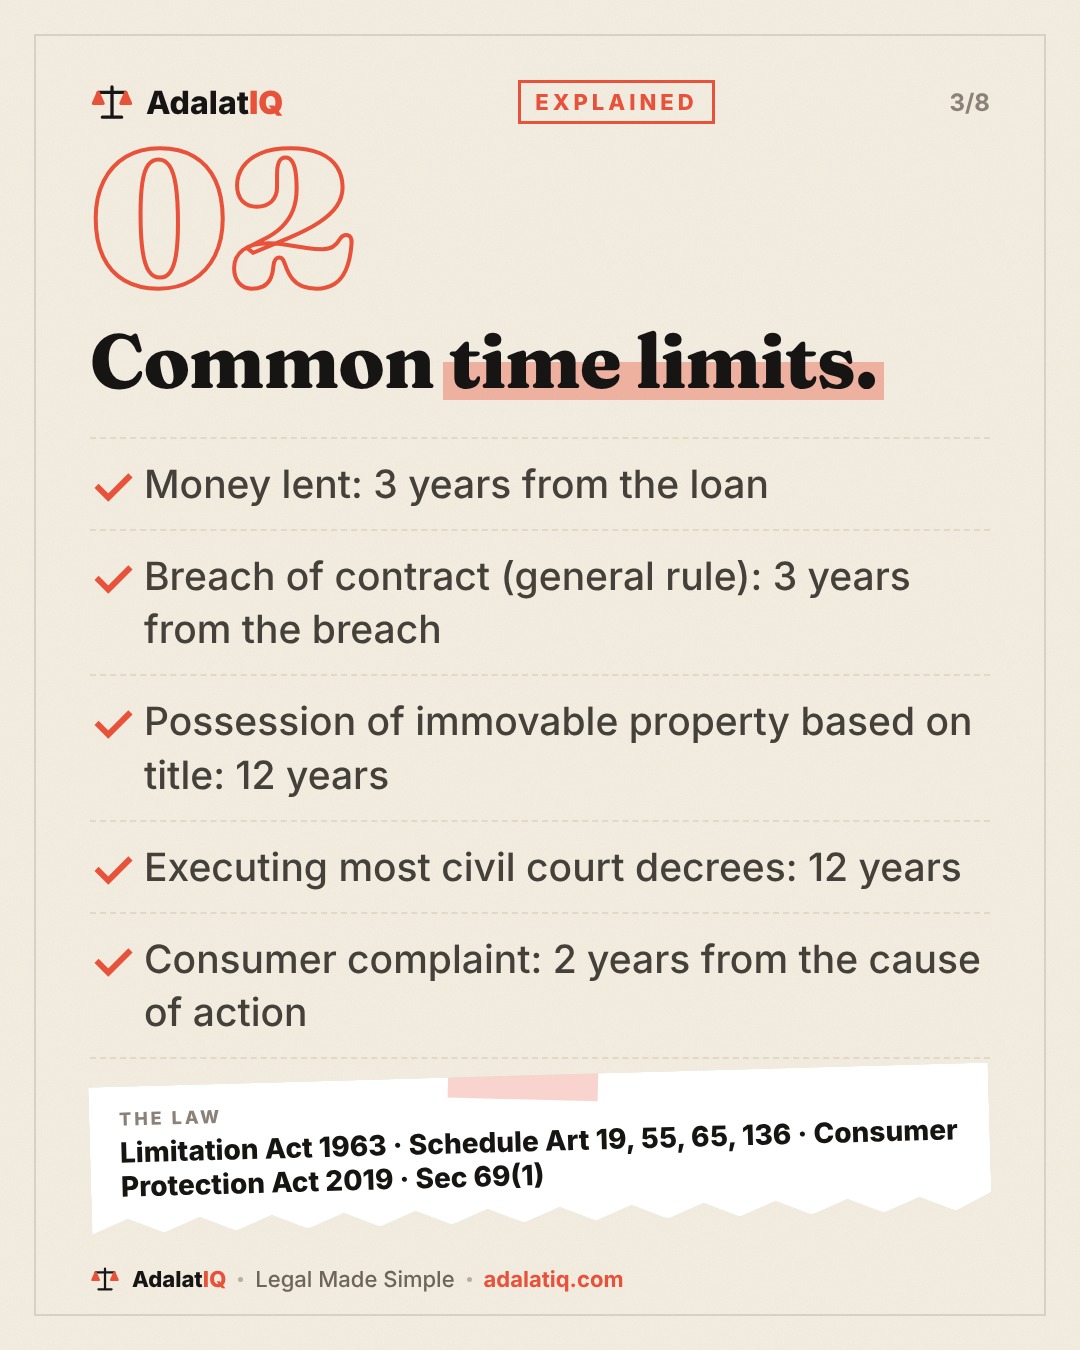 AdalatIQ
EXPLAINED
3/8
02
Common time limits.
Money lent: 3 years from the loan
Breach of contract (general rule): 3 years
from the breach
Possession of immovable property based on
title: 12 years
Executing most civil court decrees: 12 years
Consumer complaint: 2 years from the cause
of action
THE LAW
Limitation Act 1963 · Schedule Art 19, 55, 65, 136 · Consumer
Protection Act 2019 · Sec 69(1)
AdalatIQ • Legal Made Simple • adalatiq.com